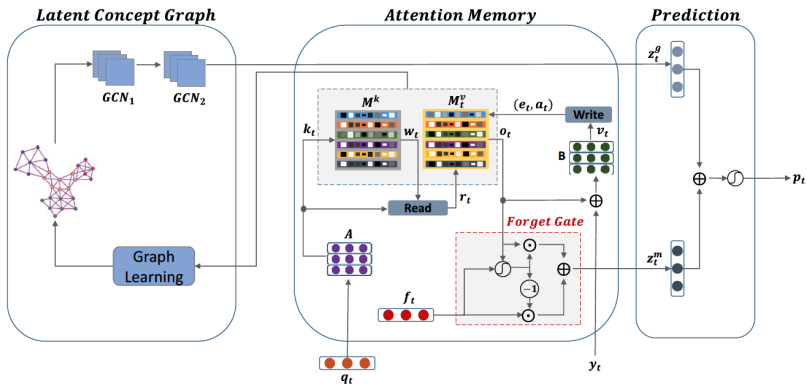 Latent Concept Graph
Attention Memory
Prediction
GCN₁
GCN₂
z_t^g
M^k
M_t^v
(e_t, a_t)
Write
k_t
w_t
o_t
v_t
B
r_t
Read
p_t
Forget Gate
A
Graph
Learning
z_t^m
−1
f_t
q_t
y_t